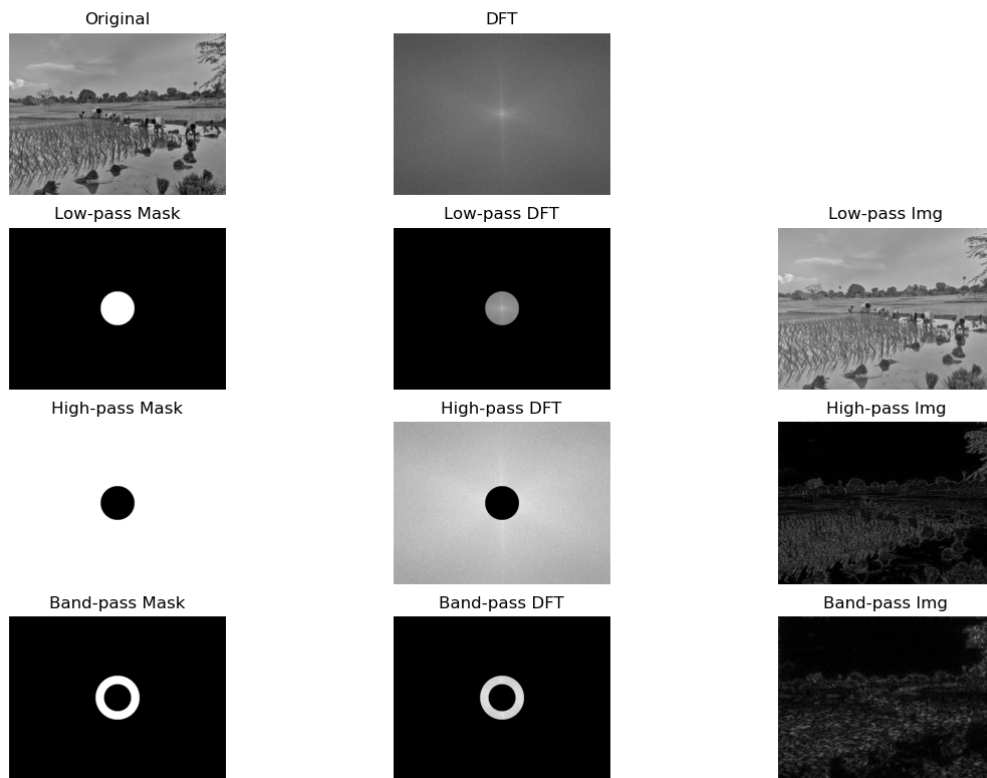 Original
DFT
Low-pass Mask
Low-pass DFT
Low-pass Img
High-pass Mask
High-pass DFT
High-pass Img
Band-pass Mask
Band-pass DFT
Band-pass Img